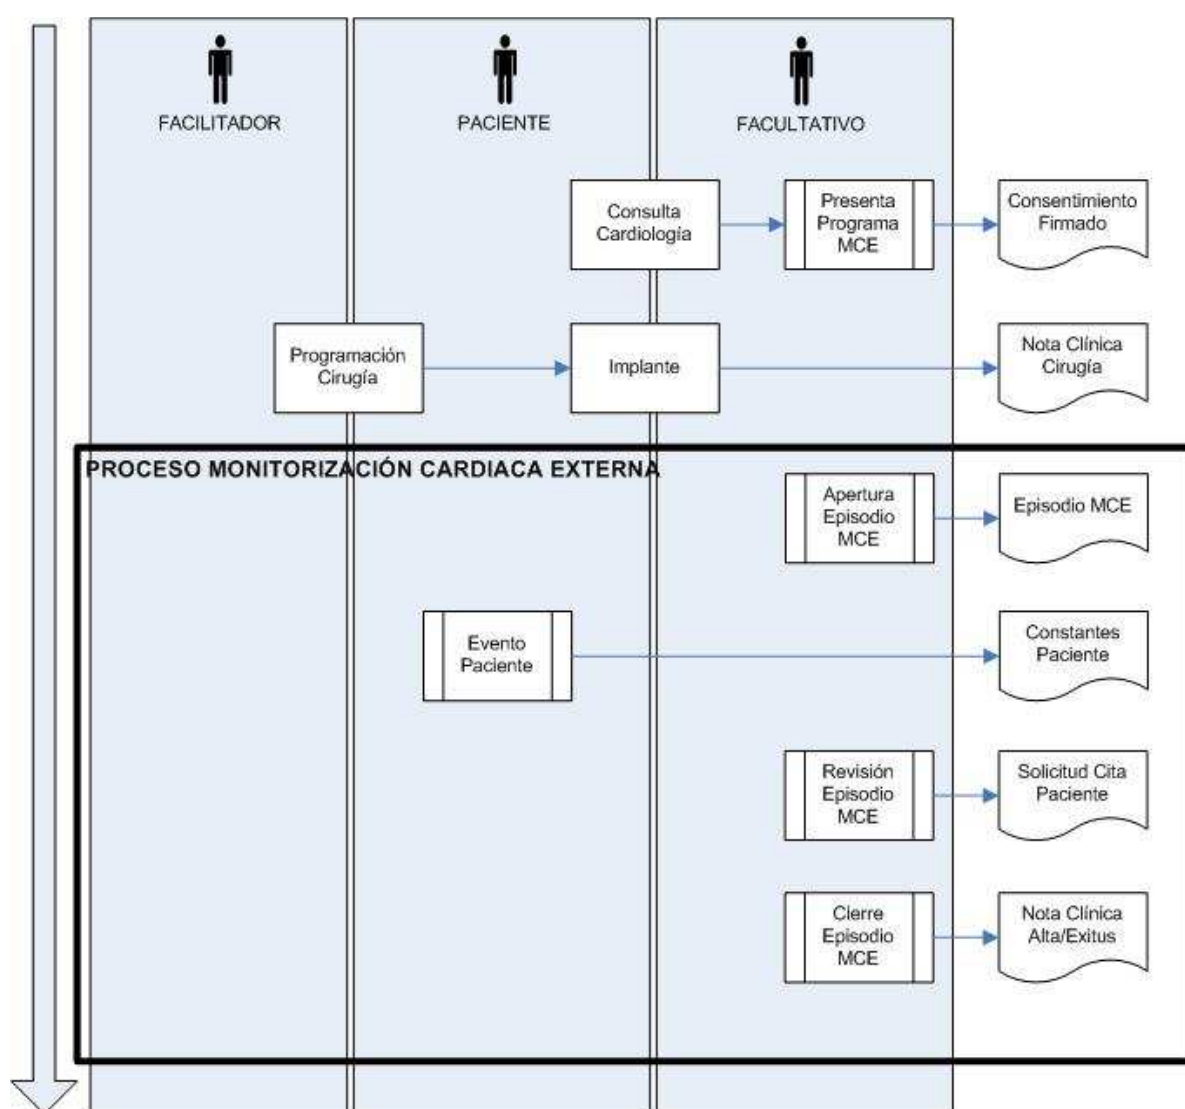 FACILITADOR
PACIENTE
FACULTATIVO
Consulta
Cardiología
Presenta
Programa
MCE
Consentimiento
Firmado
Programación
Cirugía
Implante
Nota Clínica
Cirugía
PROCESO MONITORIZACIÓN CARDIACA EXTERNA
Apertura
Episodio
MCE
Episodio MCE
Evento
Paciente
Constantes
Paciente
Revisión
Episodio
MCE
Solicitud Cita
Paciente
Cierre
Episodio
MCE
Nota Clínica
Alta/Exitus